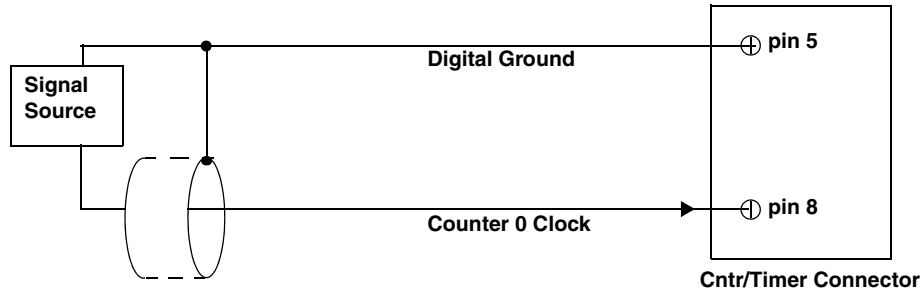 pin 5
Digital Ground
Signal
Source
pin 8
Counter 0 Clock
Cntr/Timer Connector